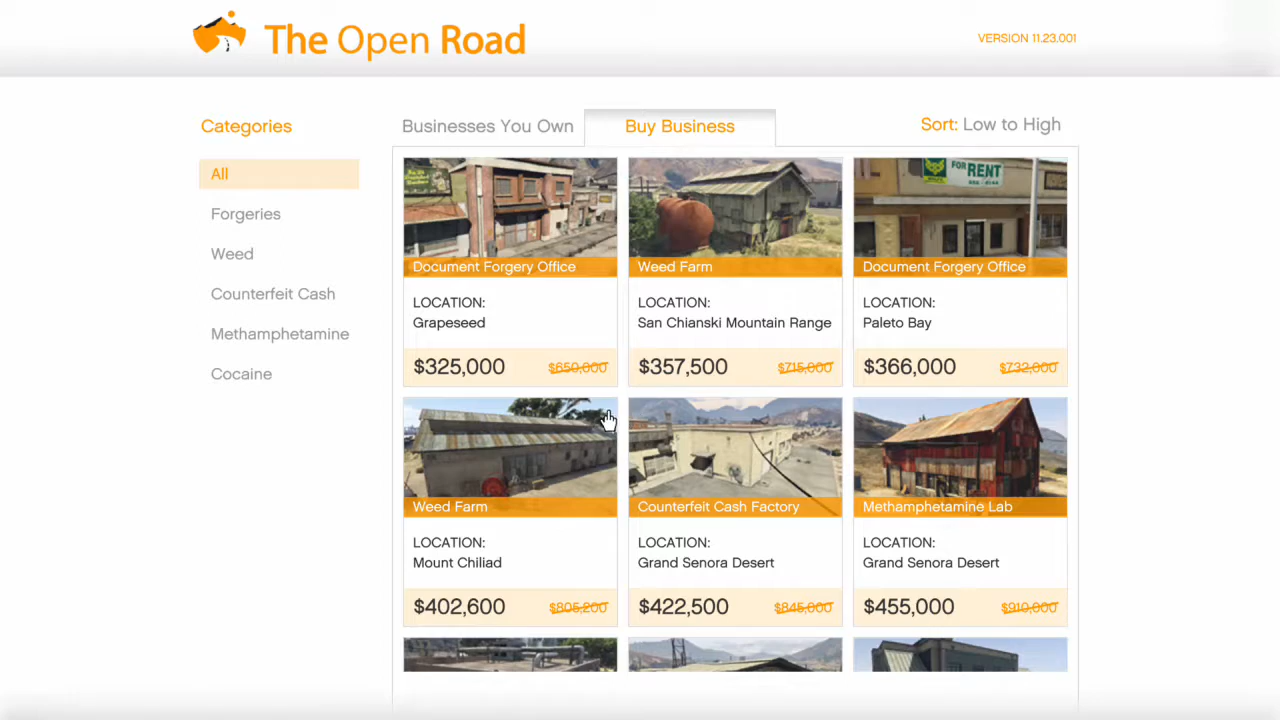 The Open Road
VERSION 11.23.001
Categories
Businesses You Own
Buy Business
Sort: Low to High
All
Forgeries
Weed
Counterfeit Cash
Methamphetamine
Cocaine
Document Forgery Office
LOCATION:
Grapeseed
$325,000 $650,000
Weed Farm
LOCATION:
San Chianski Mountain Range
$357,500 $715,000
FOR RENT
Document Forgery Office
LOCATION:
Paleto Bay
$366,000 $732,000
Weed Farm
LOCATION:
Mount Chiliad
$402,600 $805,200
Counterfeit Cash Factory
LOCATION:
Grand Senora Desert
$422,500 $845,000
Methamphetamine Lab
LOCATION:
Grand Senora Desert
$455,000 $910,000